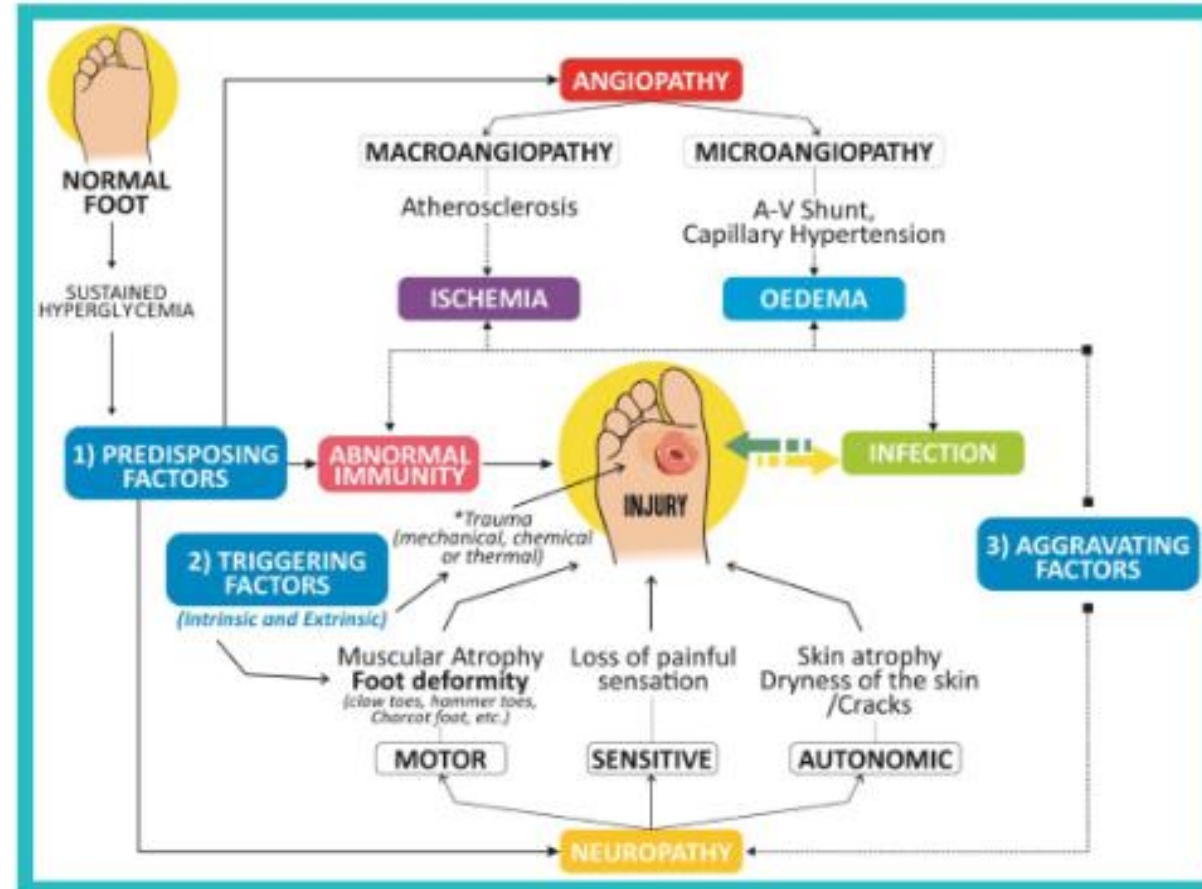 ANGIOPATHY
NORMAL
FOOT
MACROANGIOPATHY
MICROANGIOPATHY
Atherosclerosis
A-V Shunt,
Capillary Hypertension
SUSTAINED
HYPERGLYCEMIA
ISCHEMIA
OEDEMA
1) PREDISPOSING
FACTORS
ABNORMAL
IMMUNITY
INJURY
INFECTION
*Trauma
(mechanical, chemical
or thermal)
2) TRIGGERING
FACTORS
(Intrinsic and Extrinsic)
3) AGGRAVATING
FACTORS
Muscular Atrophy
Foot deformity
(claw toes, hammer toes,
Charcot foot, etc.)
Loss of painful
sensation
Skin atrophy
Dryness of the skin
/Cracks
MOTOR
SENSITIVE
AUTONOMIC
NEUROPATHY